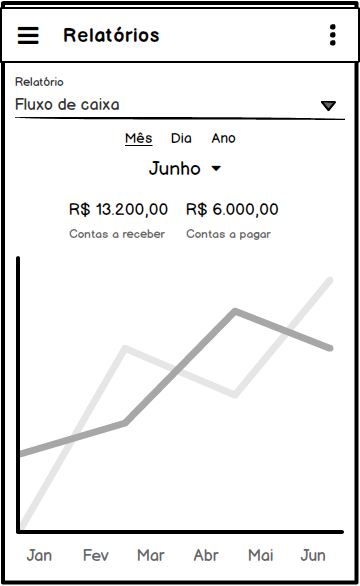 Relatórios
Relatório
Fluxo de caixa
Mês Dia Ano
Junho
R$ 13.200,00 R$ 6.000,00
Contas a receber Contas a pagar
Jan Fev Mar Abr Mai Jun